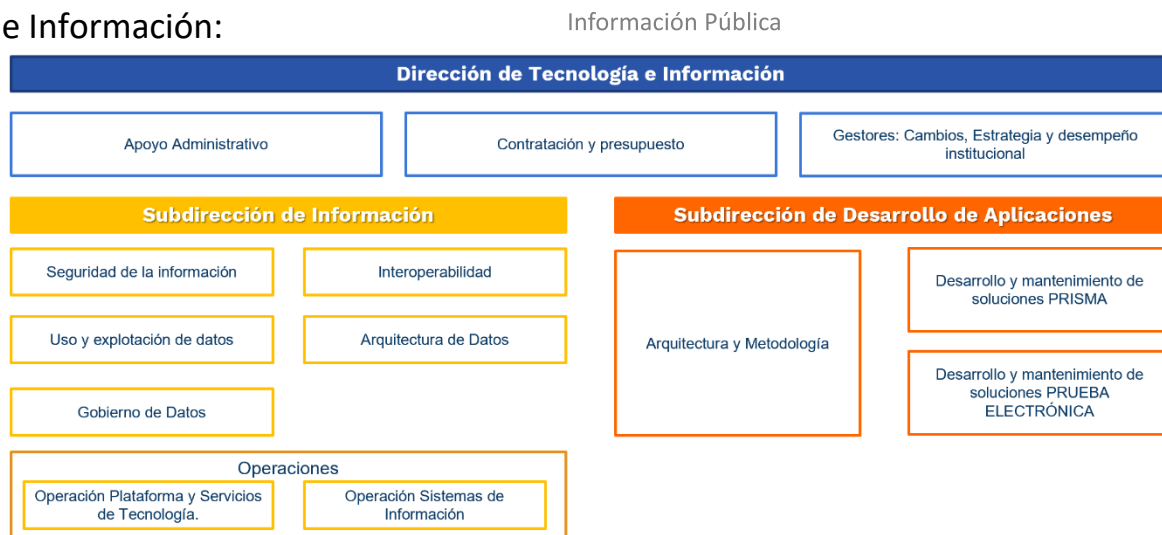 e Información:
Información Pública
Dirección de Tecnología e Información
Apoyo Administrativo
Contratación y presupuesto
Gestores: Cambios, Estrategia y desempeño
institucional
Subdirección de Información
Subdirección de Desarrollo de Aplicaciones
Seguridad de la información
Interoperabilidad
Uso y explotación de datos
Arquitectura de Datos
Gobierno de Datos
Operaciones
Operación Plataforma y Servicios
de Tecnología.
Operación Sistemas de
Información
Arquitectura y Metodología
Desarrollo y mantenimiento de
soluciones PRISMA
Desarrollo y mantenimiento de
soluciones PRUEBA
ELECTRÓNICA